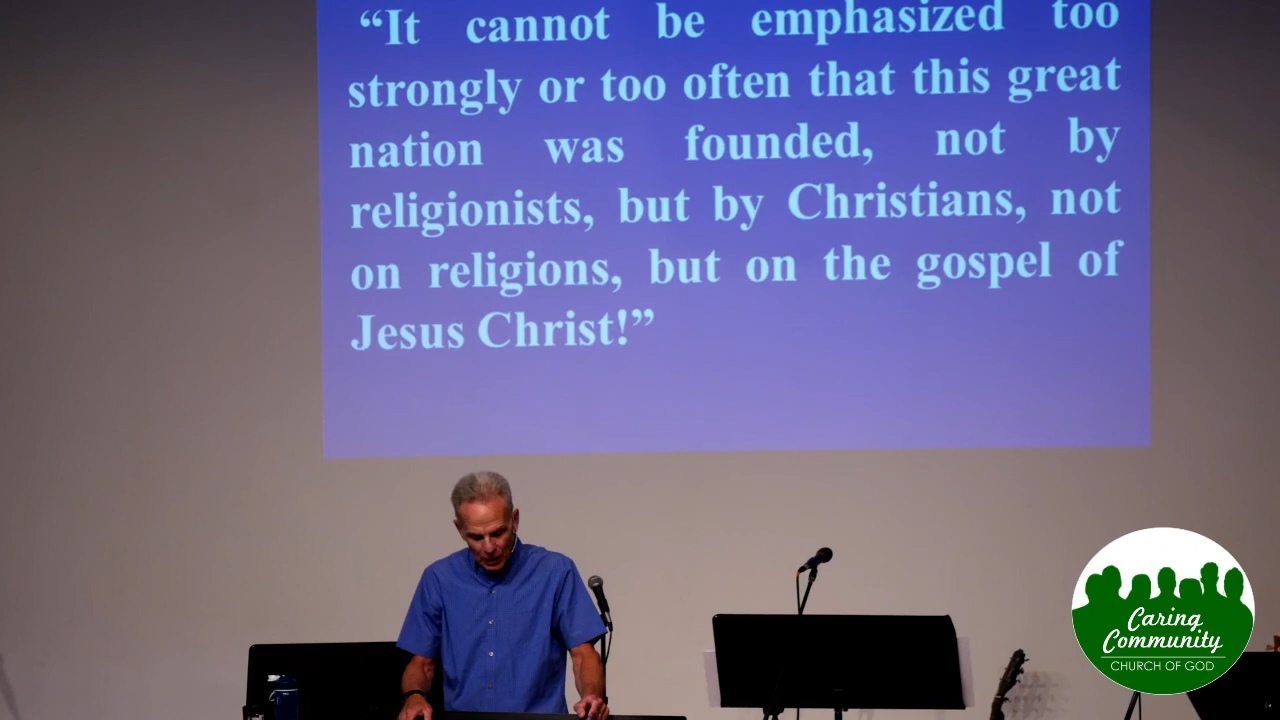 “It cannot be emphasized too
strongly or too often that this great
nation was founded, not by
religionists, but by Christians, not
on religions, but on the gospel of
Jesus Christ!”
Caring
Community
CHURCH OF GOD